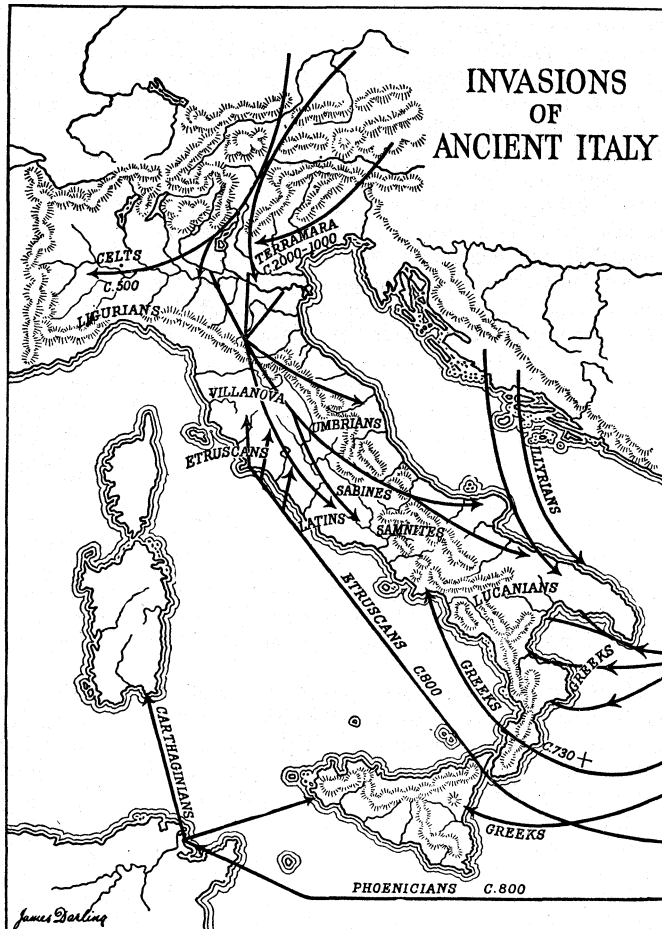 INVASIONS
OF
ANCIENT ITALY
TERRAMARA
C.2000-1000
CELTS
C.500
LIGURIANS
VILLANOVA
UMBRIANS
ETRUSCANS
ILLYRIANS
SABINES
LATINS
SAMNITES
LUCANIANS
ETRUSCANS C.800
GREEKS
GREEKS
C.730+
CARTHAGINIANS
GREEKS
PHOENICIANS C.800
James Darling